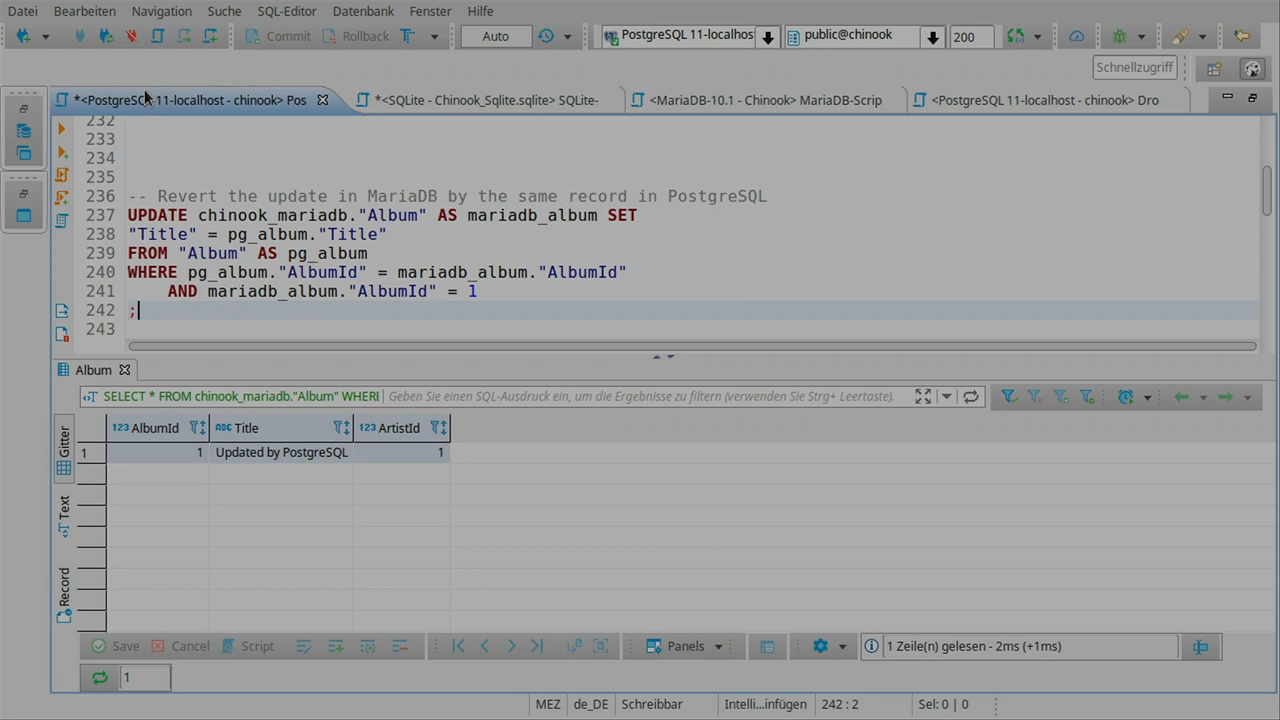 Datei Bearbeiten Navigation Suche SQL-Editor Datenbank Fenster Hilfe
Commit Rollback Auto PostgreSQL 11-localhost public@chinook 200
Schnellzugriff
*<PostgreSQL 11-localhost - chinook> Pos *<SQLite - Chinook_Sqlite.sqlite> SQLite- <MariaDB-10.1 - Chinook> MariaDB-Scrip <PostgreSQL 11-localhost - chinook> Dro
232
233
234
235
236 -- Revert the update in MariaDB by the same record in PostgreSQL
237 UPDATE chinook_mariadb."Album" AS mariadb_album SET
238 "Title" = pg_album."Title"
239 FROM "Album" AS pg_album
240 WHERE pg_album."AlbumId" = mariadb_album."AlbumId"
241 AND mariadb_album."AlbumId" = 1
242 ;
243
Album
SELECT * FROM chinook_mariadb."Album" WHERI Geben Sie einen SQL-Ausdruck ein, um die Ergebnisse zu filtern (verwenden Sie Strg+ Leertaste).
Gitter
Text
Record
123 AlbumId ABC Title 123 ArtistId
1 1 Updated by PostgreSQL 1
Save Cancel Script Panels 1 Zeile(n) gelesen - 2ms (+1ms)
1
MEZ de_DE Schreibbar Intelli...infügen 242 : 2 Sel: 0 | 0